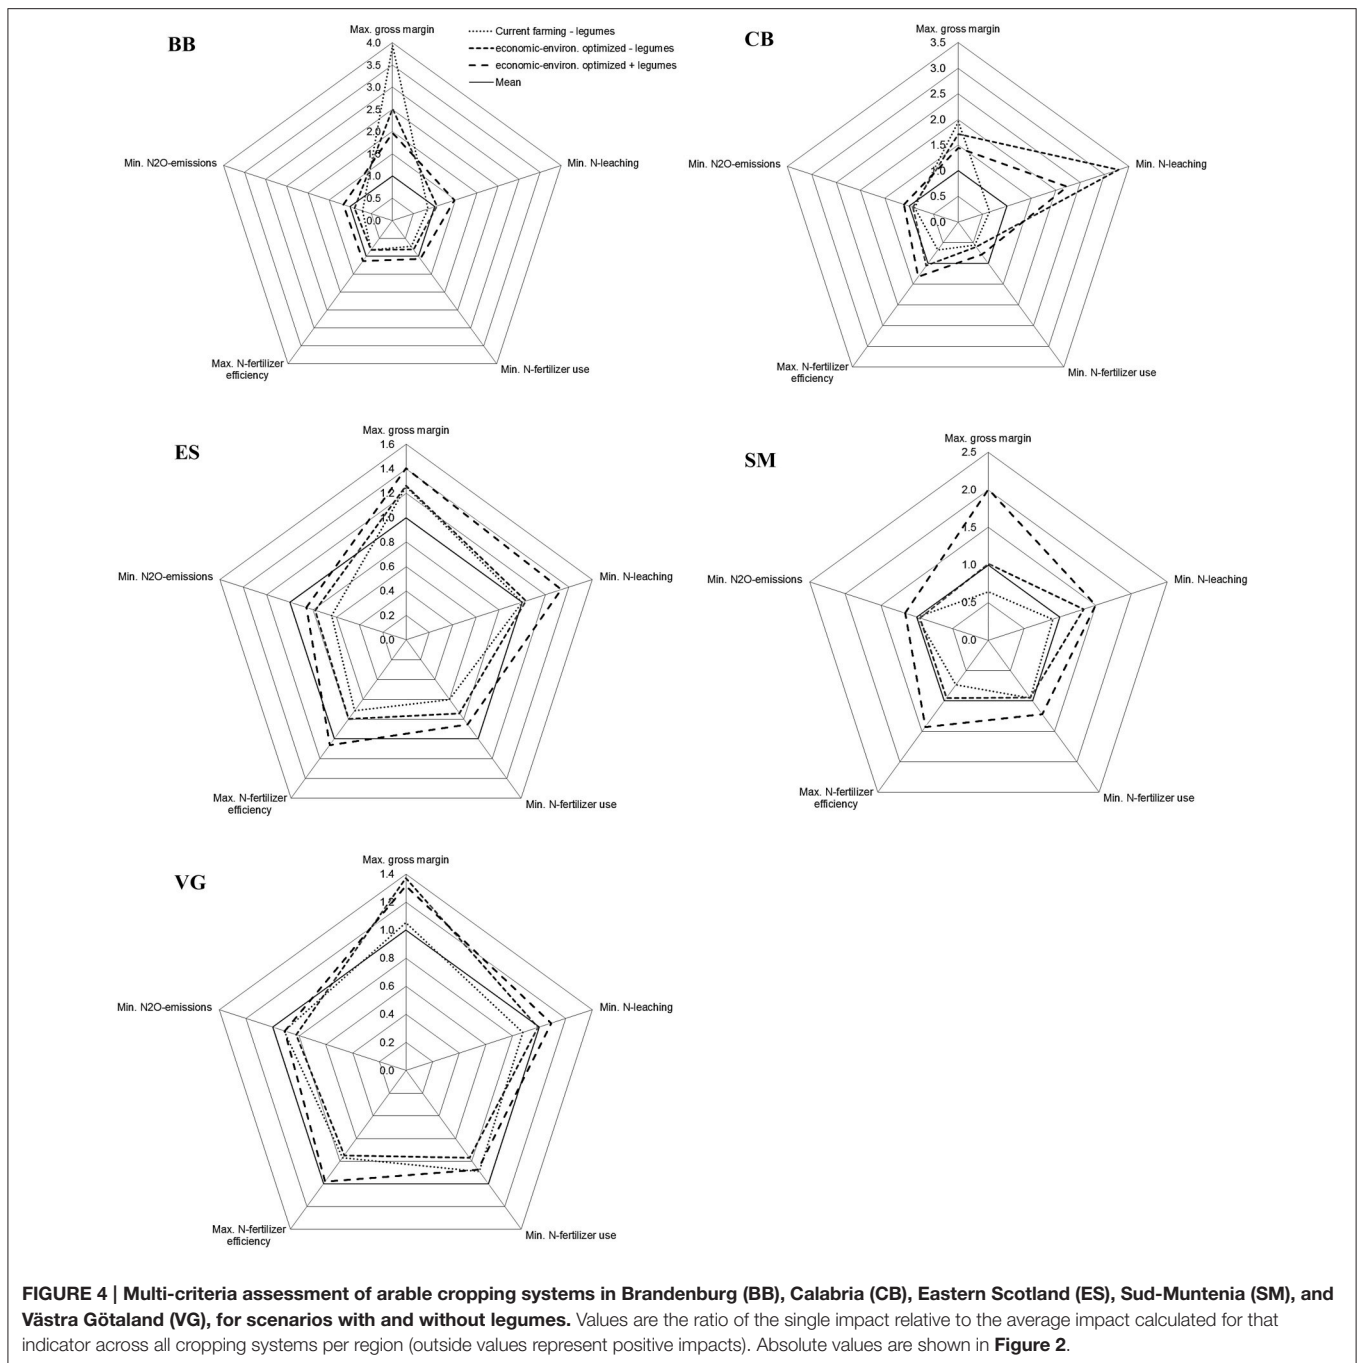 BB
Max. gross margin
4.0
3.5
3.0
2.5
2.0
1.5
1.0
0.5
0.0
Min. N2O-emissions
Min. N-leaching
Max. N-fertilizer
efficiency
Min. N-fertilizer use
Current farming - legumes
economic-environ. optimized - legumes
economic-environ. optimized + legumes
Mean
CB
Max. gross margin
3.5
3.0
2.5
2.0
1.5
1.0
0.5
0.0
Min. N2O-emissions
Min. N-leaching
Max. N-fertilizer
efficiency
Min. N-fertilizer use
ES
Max. gross margin
1.6
1.4
1.2
1.0
0.8
0.6
0.4
0.2
0.0
Min. N2O-emissions
Min. N-leaching
Max. N-fertilizer
efficiency
Min. N-fertilizer use
SM
Max. gross margin
2.5
2.0
1.5
1.0
0.5
0.0
Min. N2O-emissions
Min. N-leaching
Max. N-fertilizer
efficiency
Min. N-fertilizer use
VG
Max. gross margin
1.4
1.2
1.0
0.8
0.6
0.4
0.2
0.0
Min. N2O-emissions
Min. N-leaching
Max. N-fertilizer
efficiency
Min. N-fertilizer use
FIGURE 4 | Multi-criteria assessment of arable cropping systems in Brandenburg (BB), Calabria (CB), Eastern Scotland (ES), Sud-Muntenia (SM), and
Västra Götaland (VG), for scenarios with and without legumes. Values are the ratio of the single impact relative to the average impact calculated for that
indicator across all cropping systems per region (outside values represent positive impacts). Absolute values are shown in Figure 2.